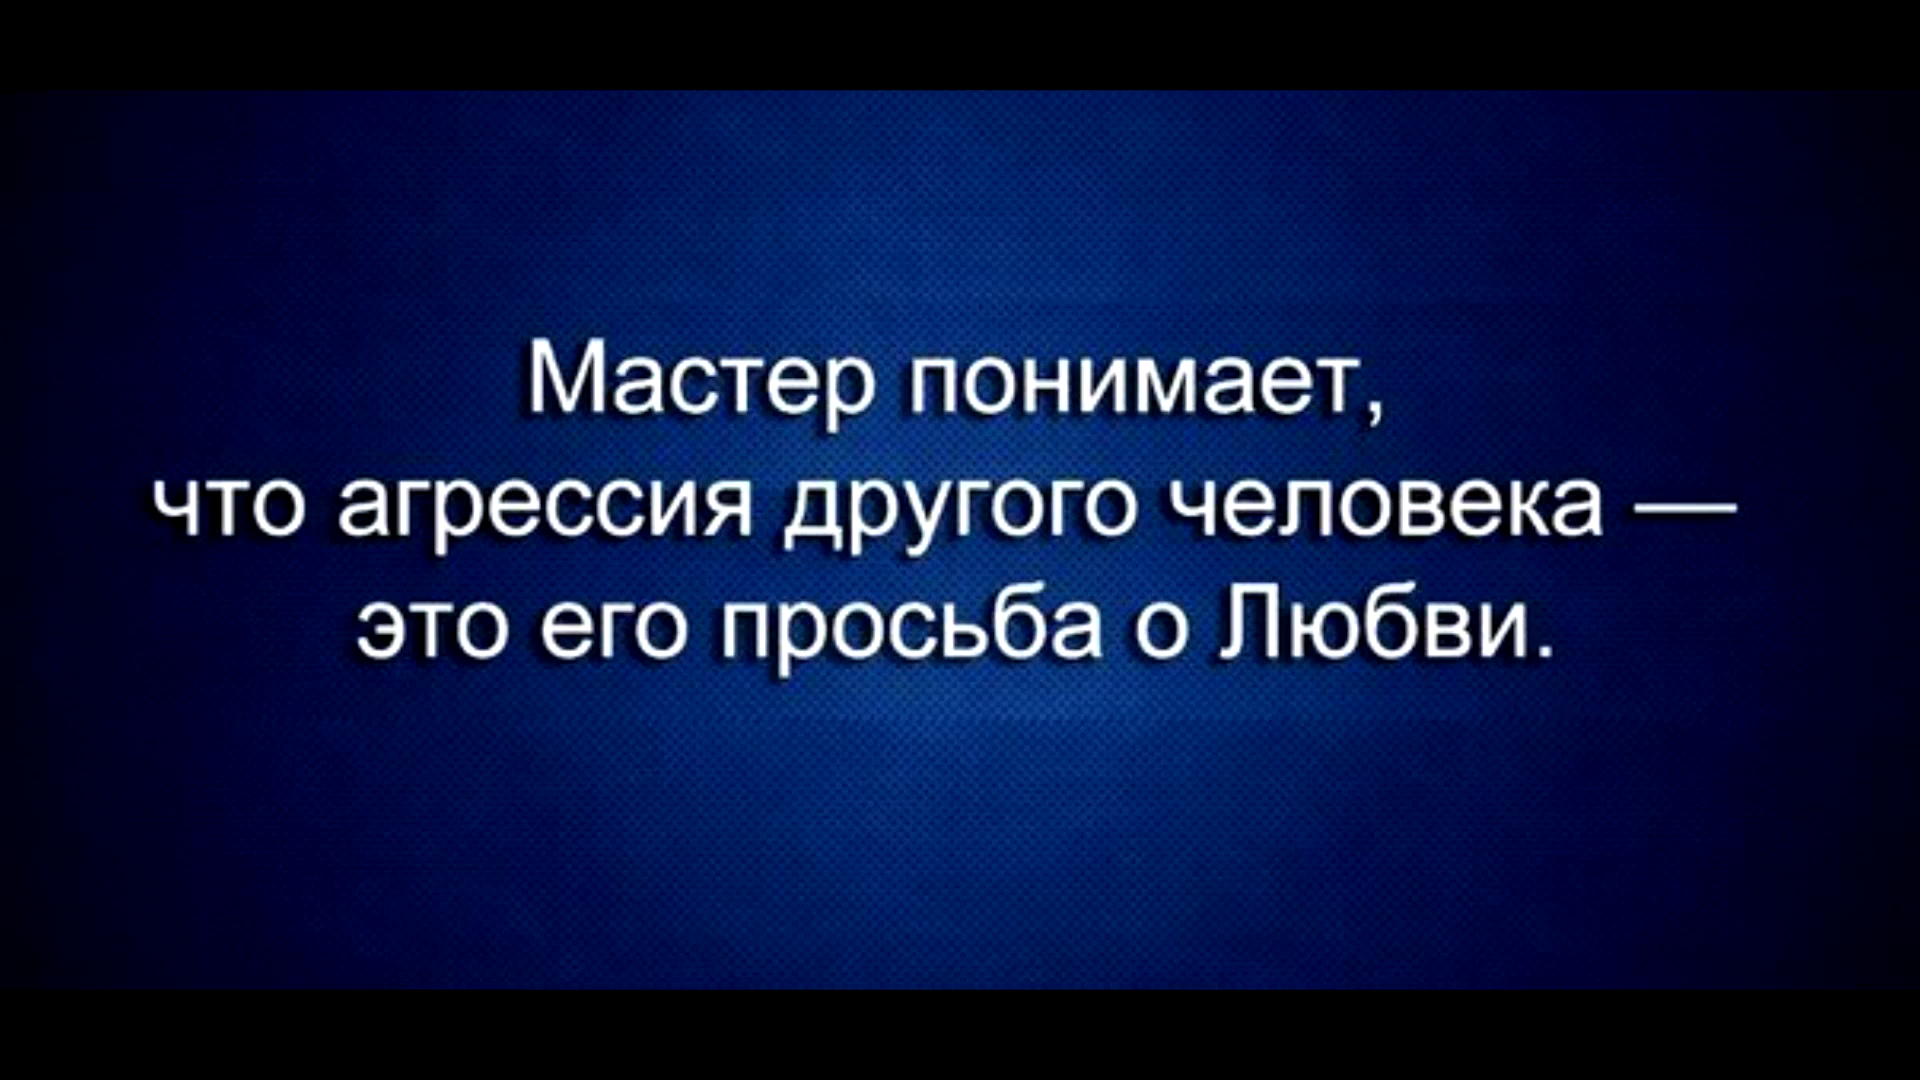 Мастер понимает,
что агрессия другого человека —
это его просьба о Любви.